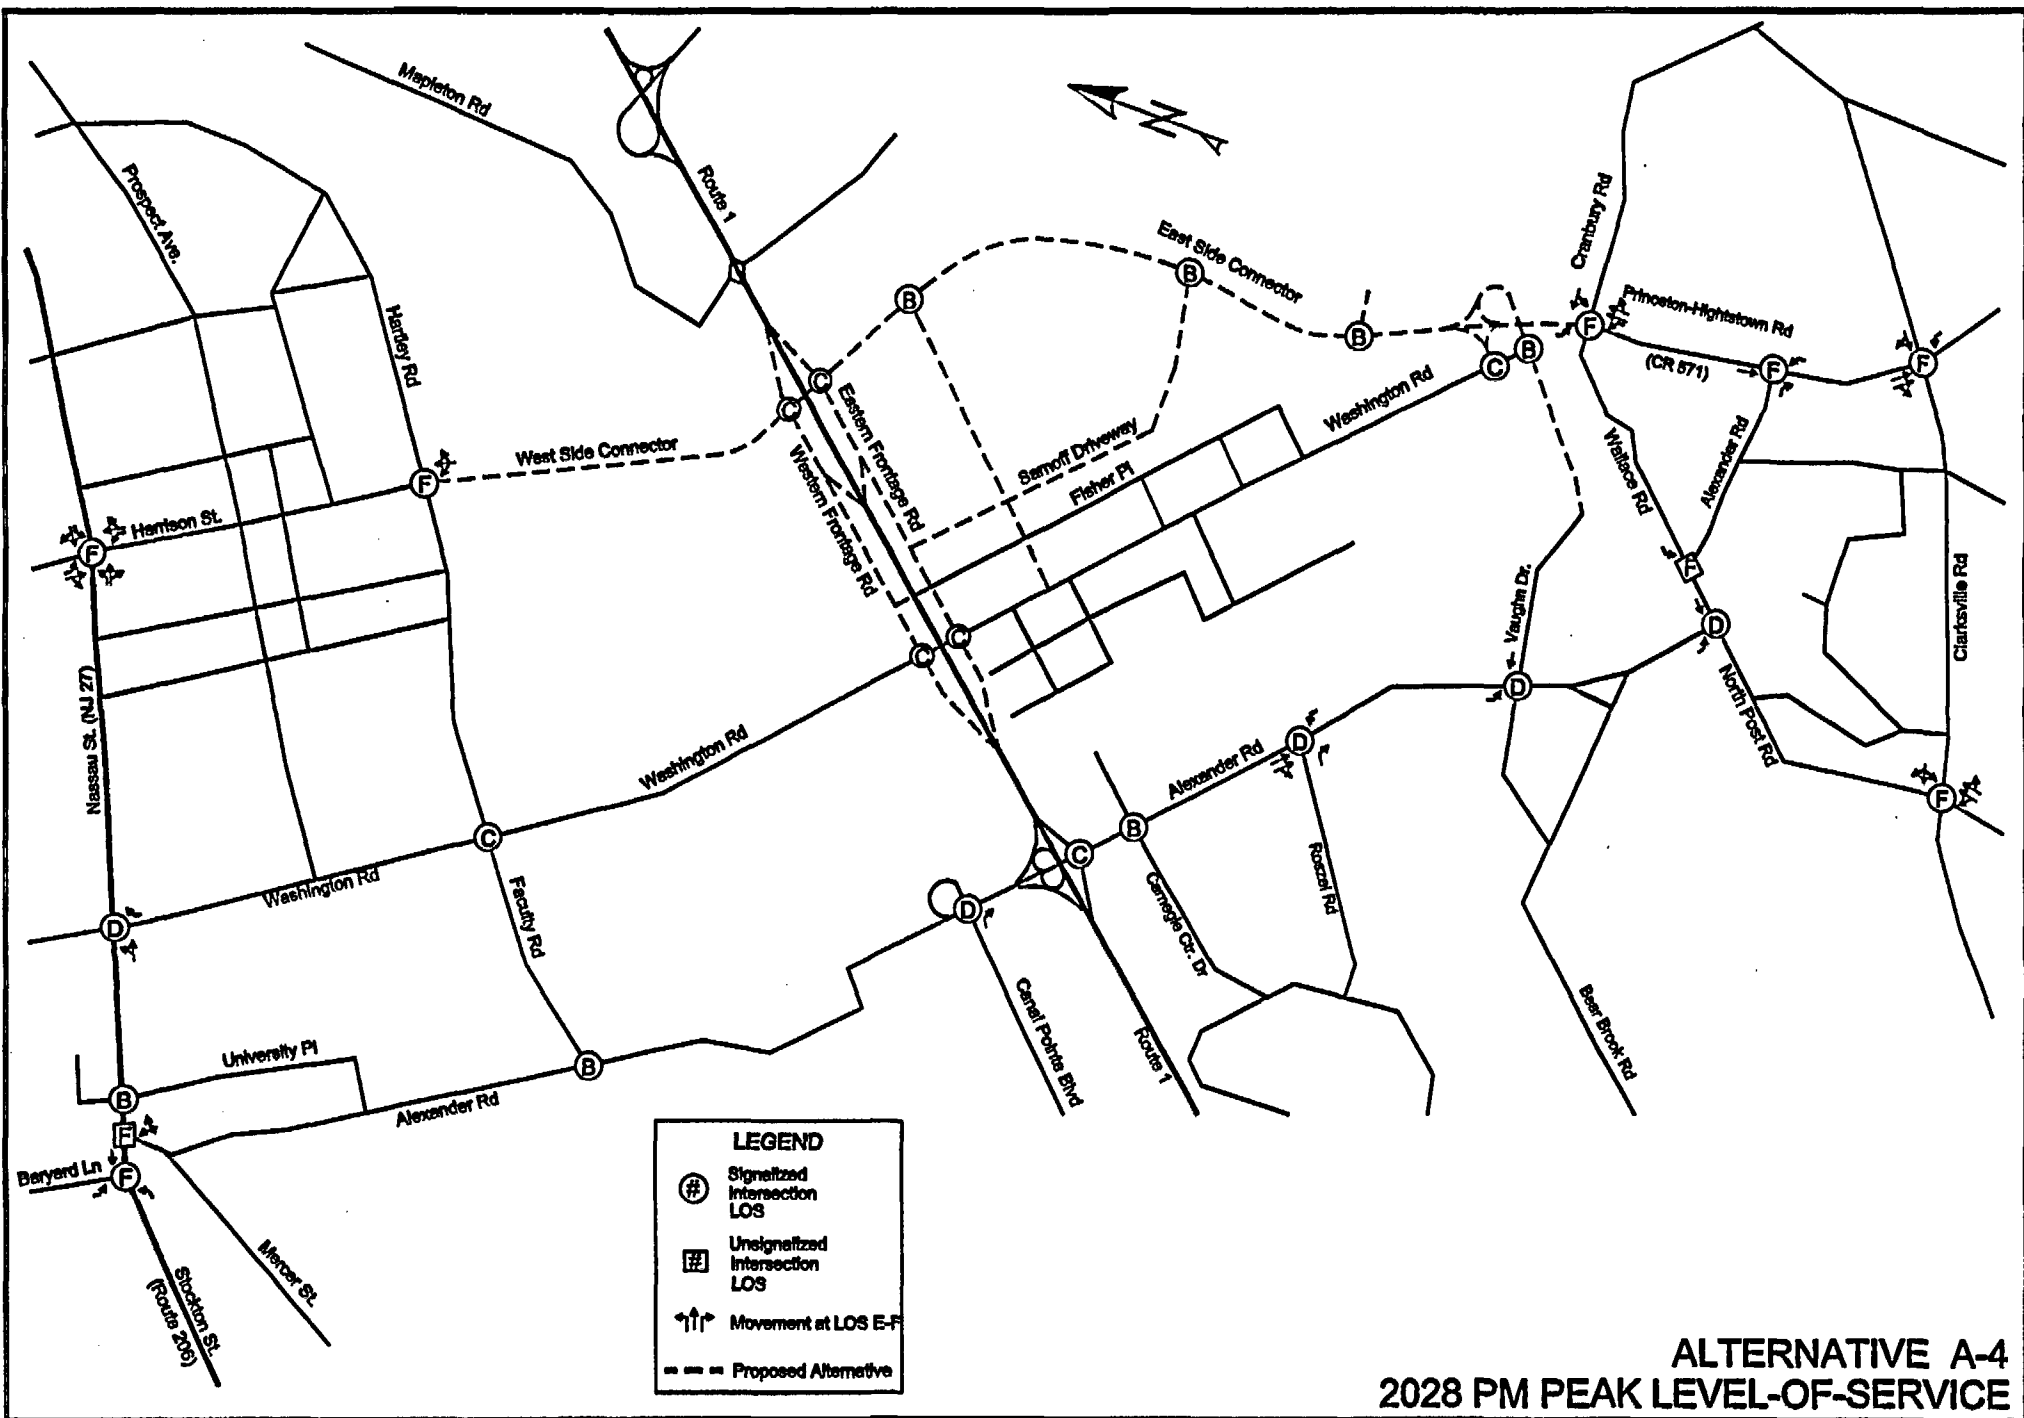 Mapleton Rd
Route 1
N
Prospect Ave.
Cranbury Rd
East Side Connector
Princeton-Hightstown Rd
(CR 571)
Hartley Rd
B
B
B
B
C
F
F
F
C
C
Eastern Frontage Rd
Washington Rd
West Side Connector
Western Frontage Rd
Sarnoff Driveway
Fisher Pl
Wallace Rd
Alexander Rd
F
Harrison St.
F
F
Vaughn Dr.
Clarksville Rd
D
C
C
D
North Post Rd
Nassau St. (NJ 27)
Washington Rd
D
Alexander Rd
F
C
B
C
Roszel Rd
Washington Rd
Faculty Rd
Carnegie Ctr. Dr
D
D
Canal Pointe Blvd
Route 1
Bear Brook Rd
University Pl
B
B
Alexander Rd
F
Baryard Ln
F
Mercer St.
Stockton St.
(Route 206)
LEGEND
#
Signalized
Intersection
LOS
#
Unsignalized
Intersection
LOS
Movement at LOS E-F
Proposed Alternative
ALTERNATIVE A-4
2028 PM PEAK LEVEL-OF-SERVICE